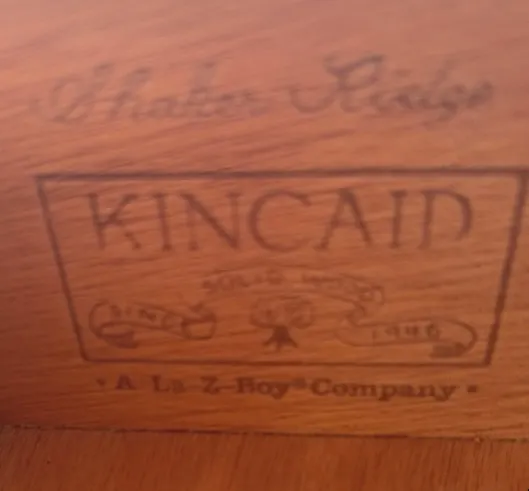 Shaker Ridge
KINCAID
SOLID WOOD
SINCE 1946
• A La-Z-Boy® Company •